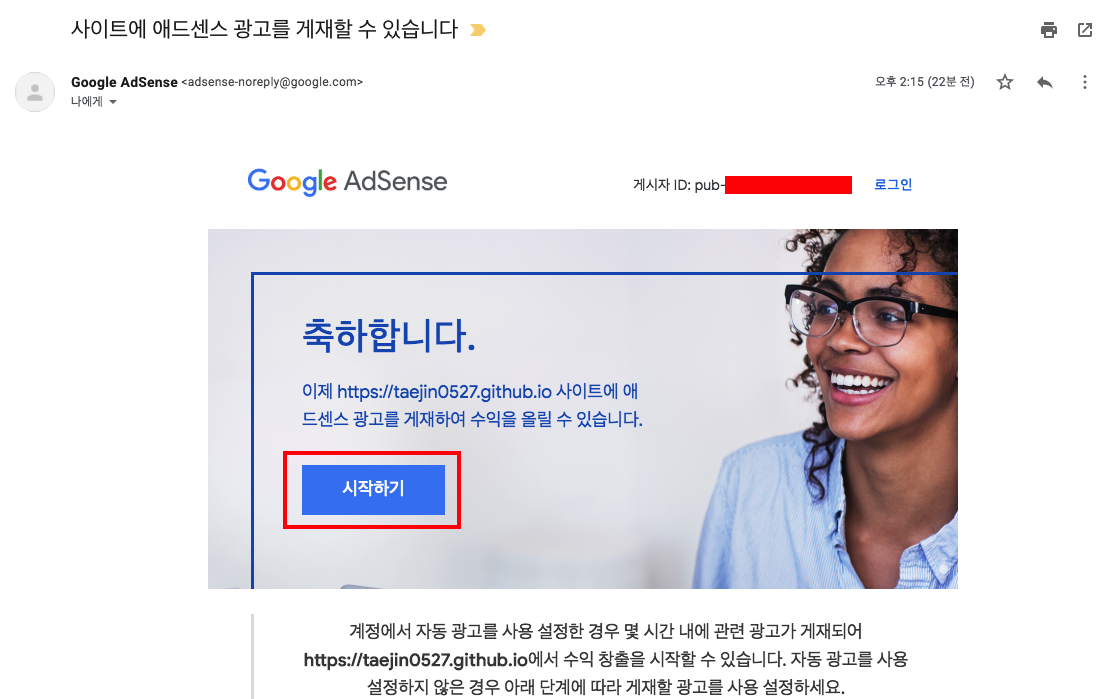 사이트에 애드센스 광고를 게재할 수 있습니다
Google AdSense <adsense-noreply@google.com>
오후 2:15 (22분 전)
나에게
Google AdSense
게시자 ID: pub-
로그인
축하합니다.
이제 https://taejin0527.github.io 사이트에 애
드센스 광고를 게재하여 수익을 올릴 수 있습니다.
시작하기
계정에서 자동 광고를 사용 설정한 경우 몇 시간 내에 관련 광고가 게재되어
https://taejin0527.github.io에서 수익 창출을 시작할 수 있습니다. 자동 광고를 사용
설정하지 않은 경우 아래 단계에 따라 게재할 광고를 사용 설정하세요.